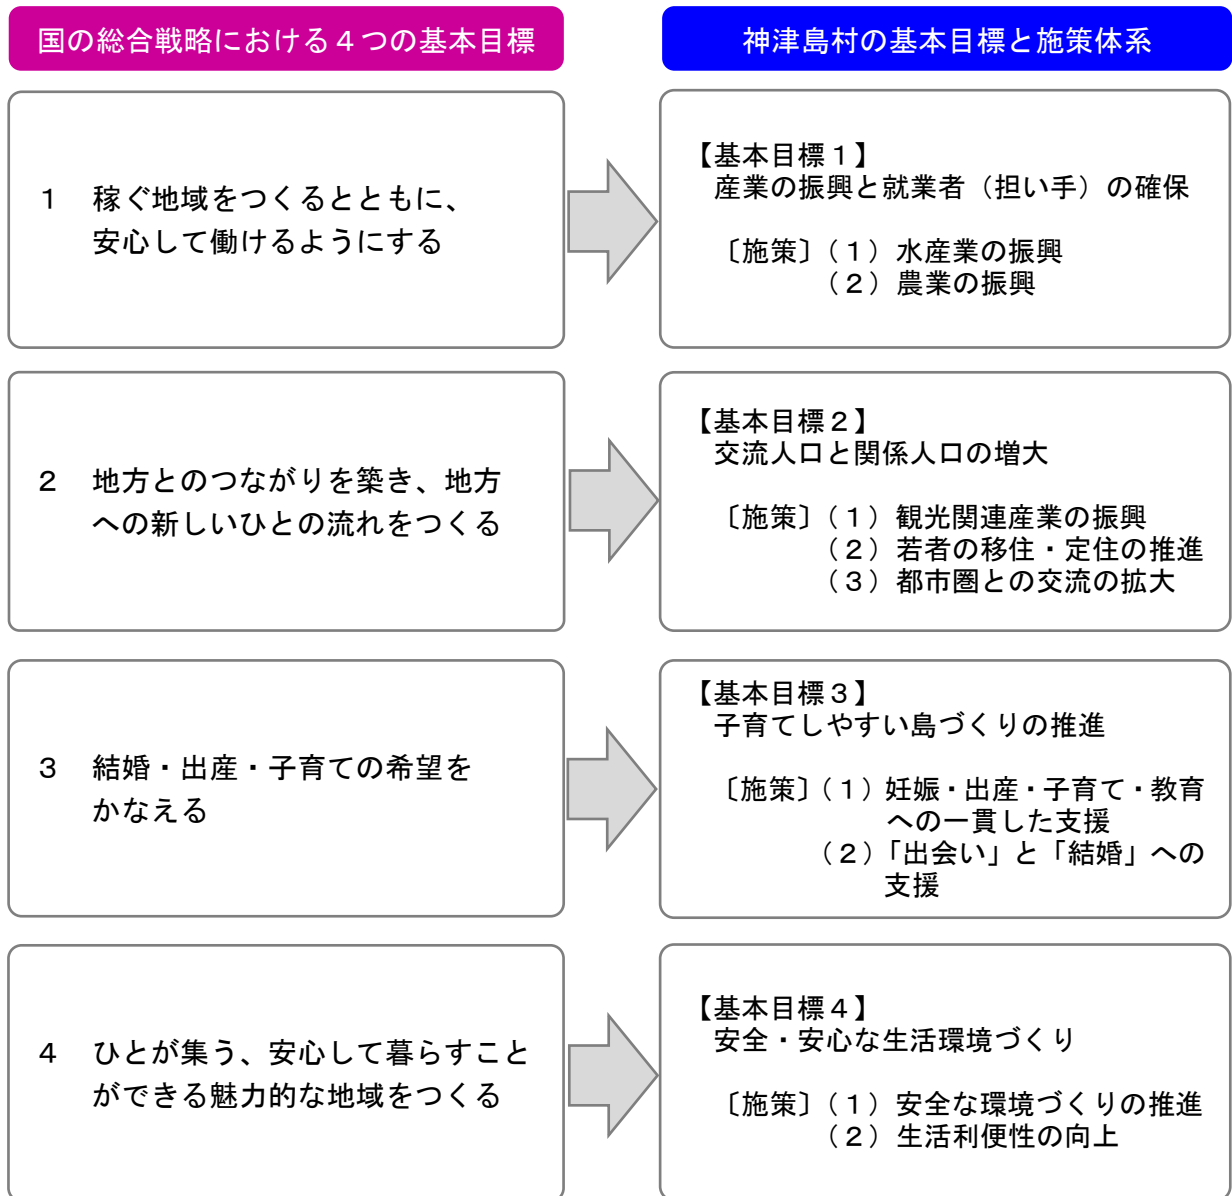 国の総合戦略における４つの基本目標
神津島村の基本目標と施策体系
１　稼ぐ地域をつくるとともに、
安心して働けるようにする
【基本目標１】
産業の振興と就業者（担い手）の確保
〔施策〕（１）水産業の振興
（２）農業の振興
２　地方とのつながりを築き、地方
への新しいひとの流れをつくる
【基本目標２】
交流人口と関係人口の増大
〔施策〕（１）観光関連産業の振興
（２）若者の移住・定住の推進
（３）都市圏との交流の拡大
３　結婚・出産・子育ての希望を
かなえる
【基本目標３】
子育てしやすい島づくりの推進
〔施策〕（１）妊娠・出産・子育て・教育
への一貫した支援
（２）「出会い」と「結婚」への
支援
４　ひとが集う、安心して暮らすこと
ができる魅力的な地域をつくる
【基本目標４】
安全・安心な生活環境づくり
〔施策〕（１）安全な環境づくりの推進
（２）生活利便性の向上